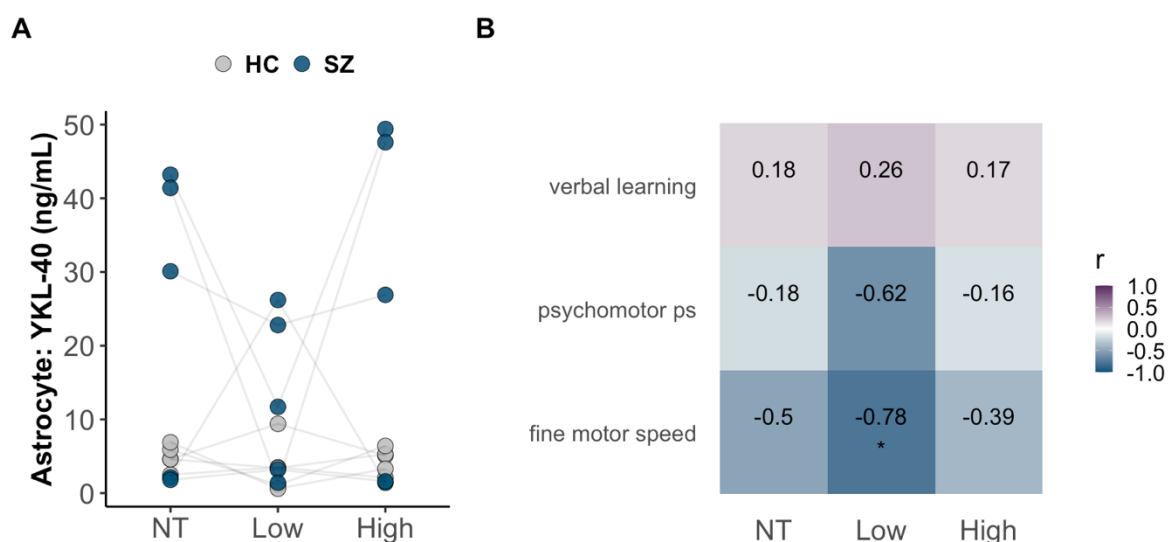 A
HC SZ
Astrocyte: YKL-40 (ng/mL)
50
40
30
20
10
0
NT Low High
B
verbal learning 0.18 0.26 0.17
psychomotor ps -0.18 -0.62 -0.16
fine motor speed -0.5 -0.78 -0.39
*
NT Low High
r
1.0
0.5
0.0
-0.5
-1.0